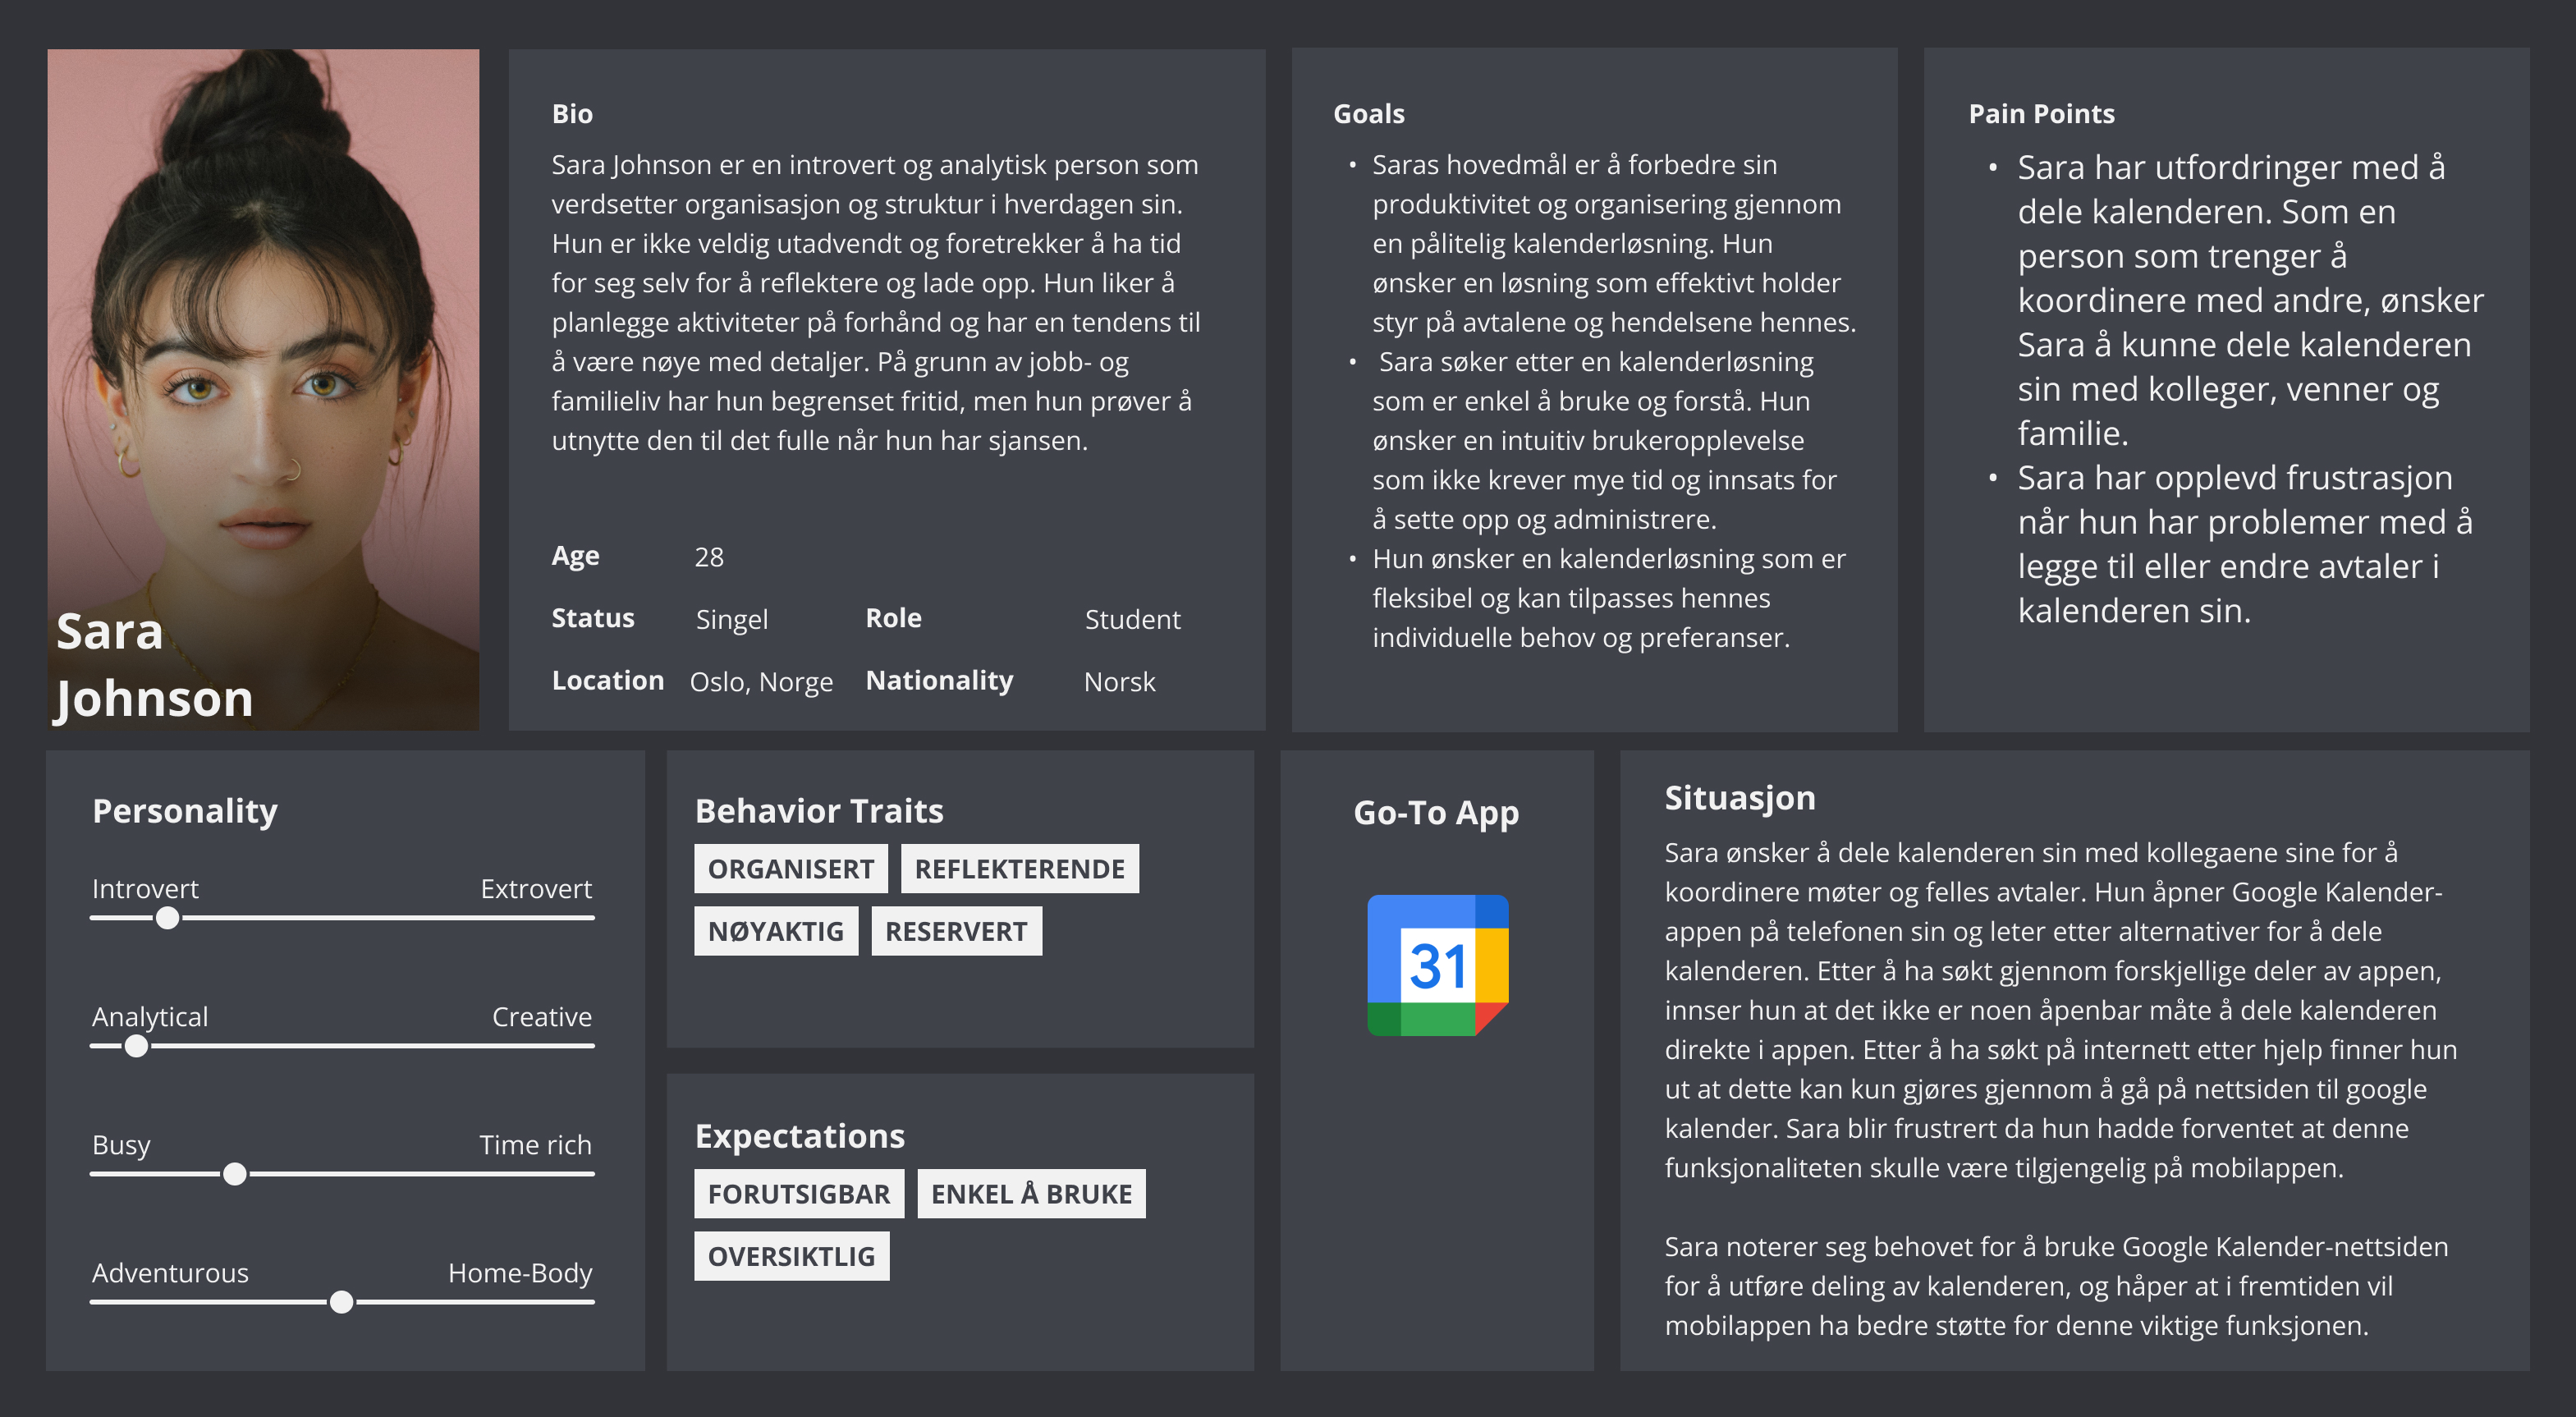 Sara
Johnson
Bio
Sara Johnson er en introvert og analytisk person som
verdsetter organisasjon og struktur i hverdagen sin.
Hun er ikke veldig utadvendt og foretrekker å ha tid
for seg selv for å reflektere og lade opp. Hun liker å
planlegge aktiviteter på forhånd og har en tendens til
å være nøye med detaljer. På grunn av jobb- og
familieliv har hun begrenset fritid, men hun prøver å
utnytte den til det fulle når hun har sjansen.
Age 28
Status Singel Role Student
Location Oslo, Norge Nationality Norsk
Goals
• Saras hovedmål er å forbedre sin
produktivitet og organisering gjennom
en pålitelig kalenderløsning. Hun
ønsker en løsning som effektivt holder
styr på avtalene og hendelsene hennes.
• Sara søker etter en kalenderløsning
som er enkel å bruke og forstå. Hun
ønsker en intuitiv brukeropplevelse
som ikke krever mye tid og innsats for
å sette opp og administrere.
• Hun ønsker en kalenderløsning som er
fleksibel og kan tilpasses hennes
individuelle behov og preferanser.
Pain Points
• Sara har utfordringer med å
dele kalenderen. Som en
person som trenger å
koordinere med andre, ønsker
Sara å kunne dele kalenderen
sin med kolleger, venner og
familie.
• Sara har opplevd frustrasjon
når hun har problemer med å
legge til eller endre avtaler i
kalenderen sin.
Personality
Introvert Extrovert
Analytical Creative
Busy Time rich
Adventurous Home-Body
Behavior Traits
ORGANISERT REFLEKTERENDE
NØYAKTIG RESERVERT
Expectations
FORUTSIGBAR ENKEL Å BRUKE
OVERSIKTLIG
Go-To App
31
Situasjon
Sara ønsker å dele kalenderen sin med kollegaene sine for å
koordinere møter og felles avtaler. Hun åpner Google Kalender-
appen på telefonen sin og leter etter alternativer for å dele
kalenderen. Etter å ha søkt gjennom forskjellige deler av appen,
innser hun at det ikke er noen åpenbar måte å dele kalenderen
direkte i appen. Etter å ha søkt på internett etter hjelp finner hun
ut at dette kan kun gjøres gjennom å gå på nettsiden til google
kalender. Sara blir frustrert da hun hadde forventet at denne
funksjonaliteten skulle være tilgjengelig på mobilappen.
Sara noterer seg behovet for å bruke Google Kalender-nettsiden
for å utføre deling av kalenderen, og håper at i fremtiden vil
mobilappen ha bedre støtte for denne viktige funksjonen.